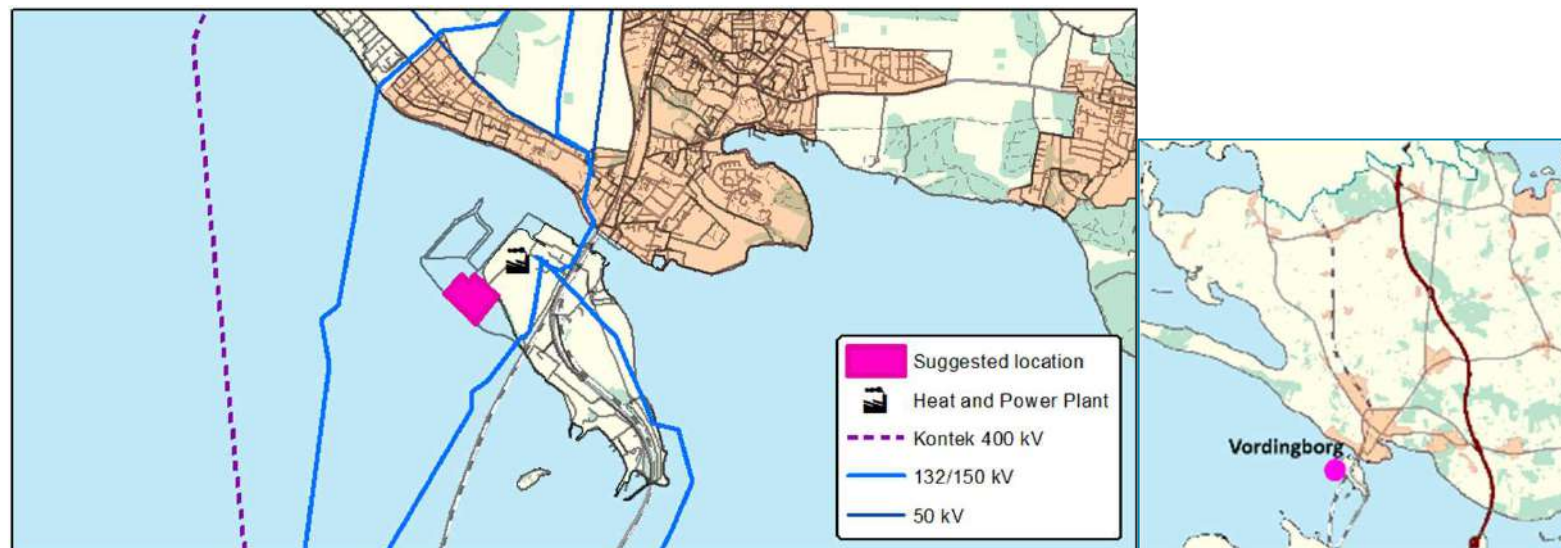 Suggested location
Heat and Power Plant
Kontek 400 kV
132/150 kV
50 kV
Vordingborg